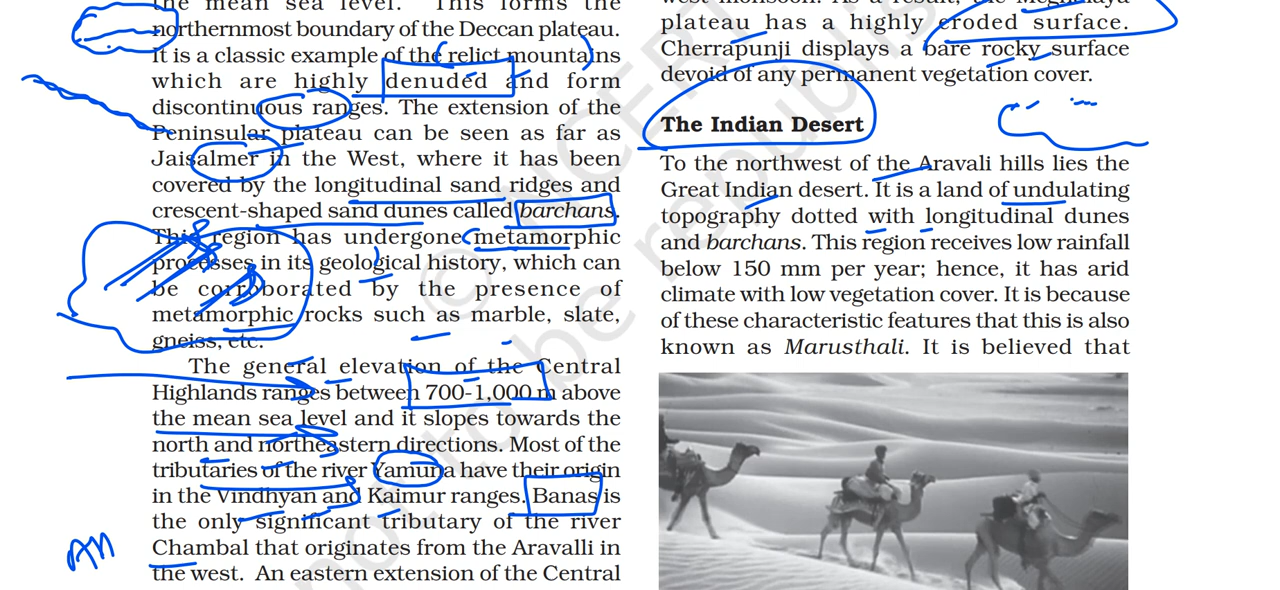 the mean sea level. This forms the
northernmost boundary of the Deccan plateau.
It is a classic example of the relict mountains
which are highly denuded and form
discontinuous ranges. The extension of the
Peninsular plateau can be seen as far as
Jaisalmer in the West, where it has been
covered by the longitudinal sand ridges and
crescent-shaped sand dunes called barchans.
This region has undergone metamorphic
processes in its geological history, which can
be corroborated by the presence of
metamorphic rocks such as marble, slate,
gneiss, etc.
The general elevation of the Central
Highlands ranges between 700-1,000 m above
the mean sea level and it slopes towards the
north and northeastern directions. Most of the
tributaries of the river Yamuna have their origin
in the Vindhyan and Kaimur ranges. Banas is
the only significant tributary of the river
Chambal that originates from the Aravalli in
the west. An eastern extension of the Central
west monsoon. As a result, the Meghalaya
plateau has a highly eroded surface.
Cherrapunji displays a bare rocky surface
devoid of any permanent vegetation cover.
The Indian Desert
To the northwest of the Aravali hills lies the
Great Indian desert. It is a land of undulating
topography dotted with longitudinal dunes
and barchans. This region receives low rainfall
below 150 mm per year; hence, it has arid
climate with low vegetation cover. It is because
of these characteristic features that this is also
known as Marusthali. It is believed that
© NCERT
not to be republis